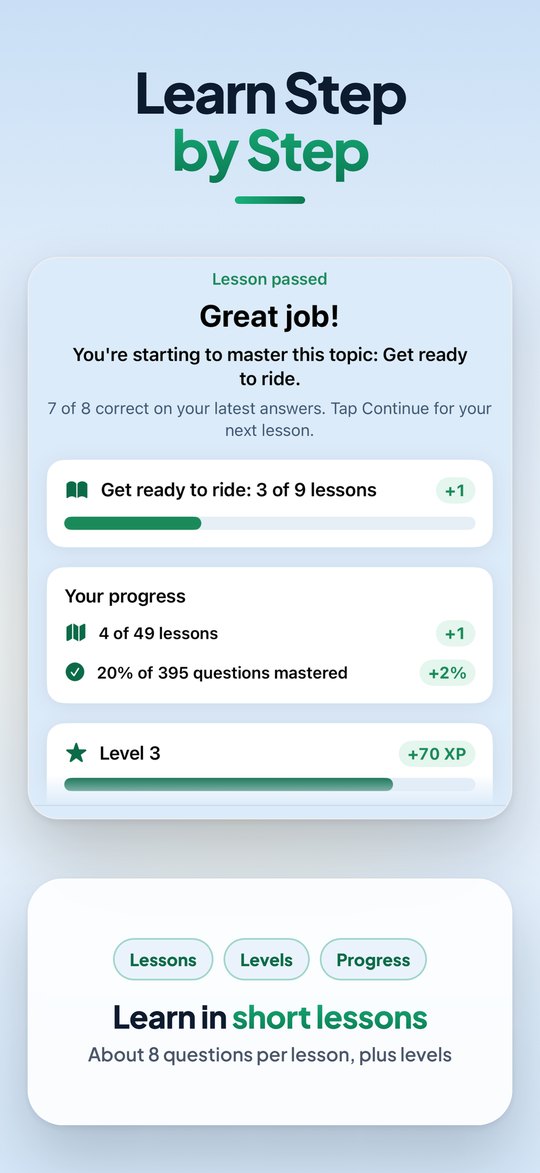 Learn Step
by Step
Lesson passed
Great job!
You're starting to master this topic: Get ready
to ride.
7 of 8 correct on your latest answers. Tap Continue for your
next lesson.
Get ready to ride: 3 of 9 lessons +1
Your progress
4 of 49 lessons +1
20% of 395 questions mastered +2%
Level 3 +70 XP
Lessons Levels Progress
Learn in short lessons
About 8 questions per lesson, plus levels